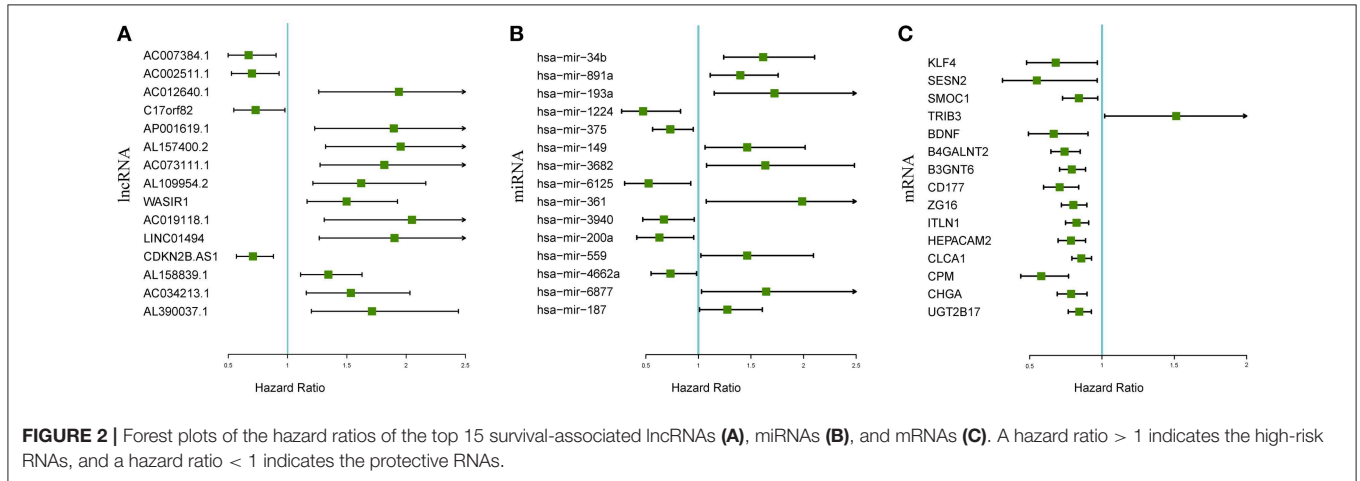 A
lncRNA
AC007384.1
AC002511.1
AC012640.1
C17orf82
AP001619.1
AL157400.2
AC073111.1
AL109954.2
WASIR1
AC019118.1
LINC01494
CDKN2B.AS1
AL158839.1
AC034213.1
AL390037.1
0.5 1 1.5 2 2.5
Hazard Ratio
B
miRNA
hsa−mir−34b
hsa−mir−891a
hsa−mir−193a
hsa−mir−1224
hsa−mir−375
hsa−mir−149
hsa−mir−3682
hsa−mir−6125
hsa−mir−361
hsa−mir−3940
hsa−mir−200a
hsa−mir−559
hsa−mir−4662a
hsa−mir−6877
hsa−mir−187
0.5 1 1.5 2 2.5
Hazard Ratio
C
mRNA
KLF4
SESN2
SMOC1
TRIB3
BDNF
B4GALNT2
B3GNT6
CD177
ZG16
ITLN1
HEPACAM2
CLCA1
CPM
CHGA
UGT2B17
0.5 1 1.5 2
Hazard Ratio
FIGURE 2 | Forest plots of the hazard ratios of the top 15 survival-associated lncRNAs (A), miRNAs (B), and mRNAs (C). A hazard ratio > 1 indicates the high-risk
RNAs, and a hazard ratio < 1 indicates the protective RNAs.